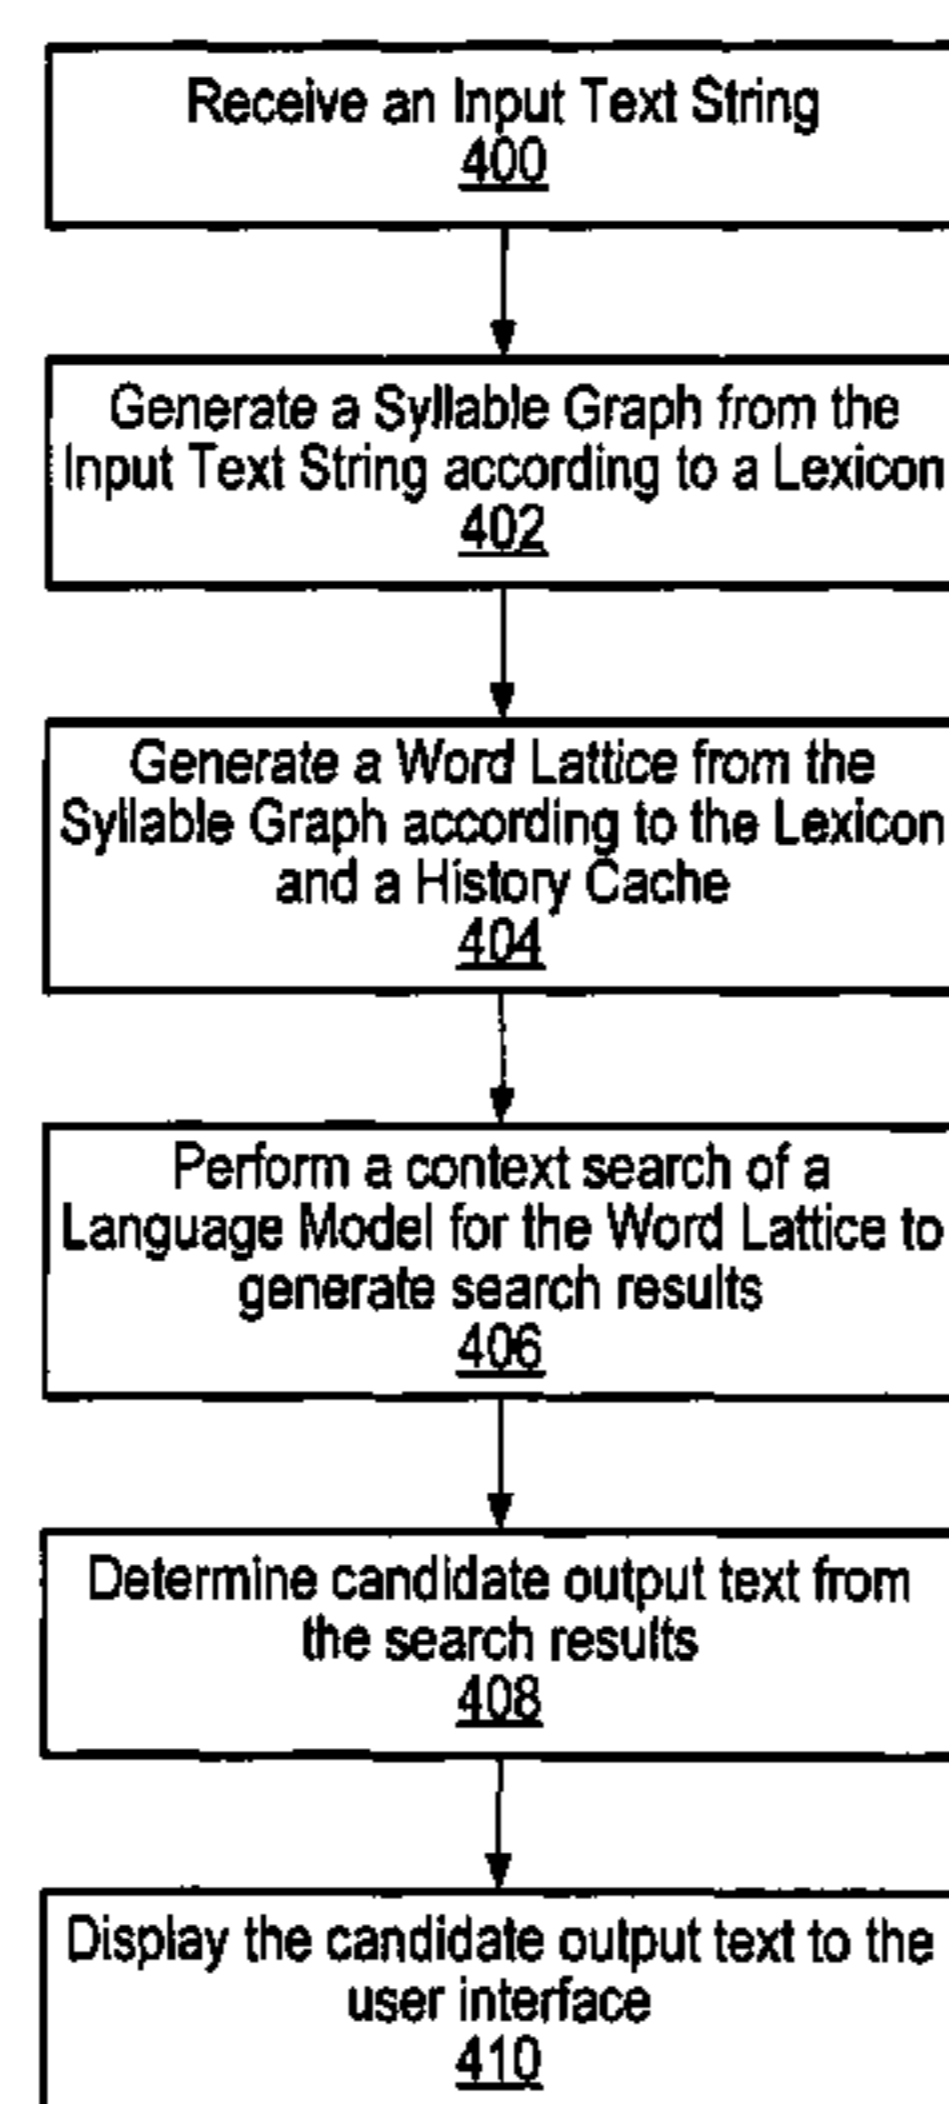 Receive an Input Text String
400
Generate a Syllable Graph from the
Input Text String according to a Lexicon
402
Generate a Word Lattice from the
Syllable Graph according to the Lexicon
and a History Cache
404
Perform a context search of a
Language Model for the Word Lattice to
generate search results
406
Determine candidate output text from
the search results
408
Display the candidate output text to the
user interface
410